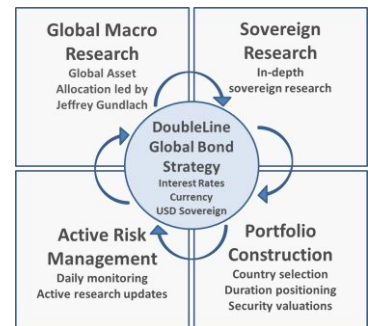 Global Macro
Research
Global Asset
Allocation led by
Jeffrey Gundlach
Sovereign
Research
In-depth
sovereign research
DoubleLine
Global Bond
Strategy
Interest Rates
Currency
USD Sovereign
Active Risk
Management
Daily monitoring
Active research updates
Portfolio
Construction
Country selection
Duration positioning
Security valuations